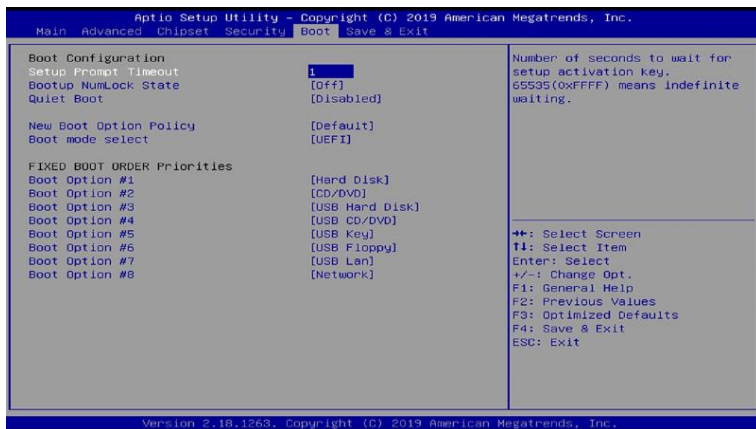 Aptio Setup Utility – Copyright (C) 2019 American Megatrends, Inc.
Main Advanced Chipset Security Boot Save & Exit
Boot Configuration
Setup Prompt Timeout 1
Bootup NumLock State [Off]
Quiet Boot [Disabled]
New Boot Option Policy [Default]
Boot mode select [UEFI]
FIXED BOOT ORDER Priorities
Boot Option #1 [Hard Disk]
Boot Option #2 [CD/DVD]
Boot Option #3 [USB Hard Disk]
Boot Option #4 [USB CD/DVD]
Boot Option #5 [USB Key]
Boot Option #6 [USB Floppy]
Boot Option #7 [USB Lan]
Boot Option #8 [Network]
Number of seconds to wait for
setup activation key.
65535(0xFFFF) means indefinite
waiting.
→←: Select Screen
↑↓: Select Item
Enter: Select
+/-: Change Opt.
F1: General Help
F2: Previous Values
F3: Optimized Defaults
F4: Save & Exit
ESC: Exit
Version 2.18.1263. Copyright (C) 2019 American Megatrends, Inc.